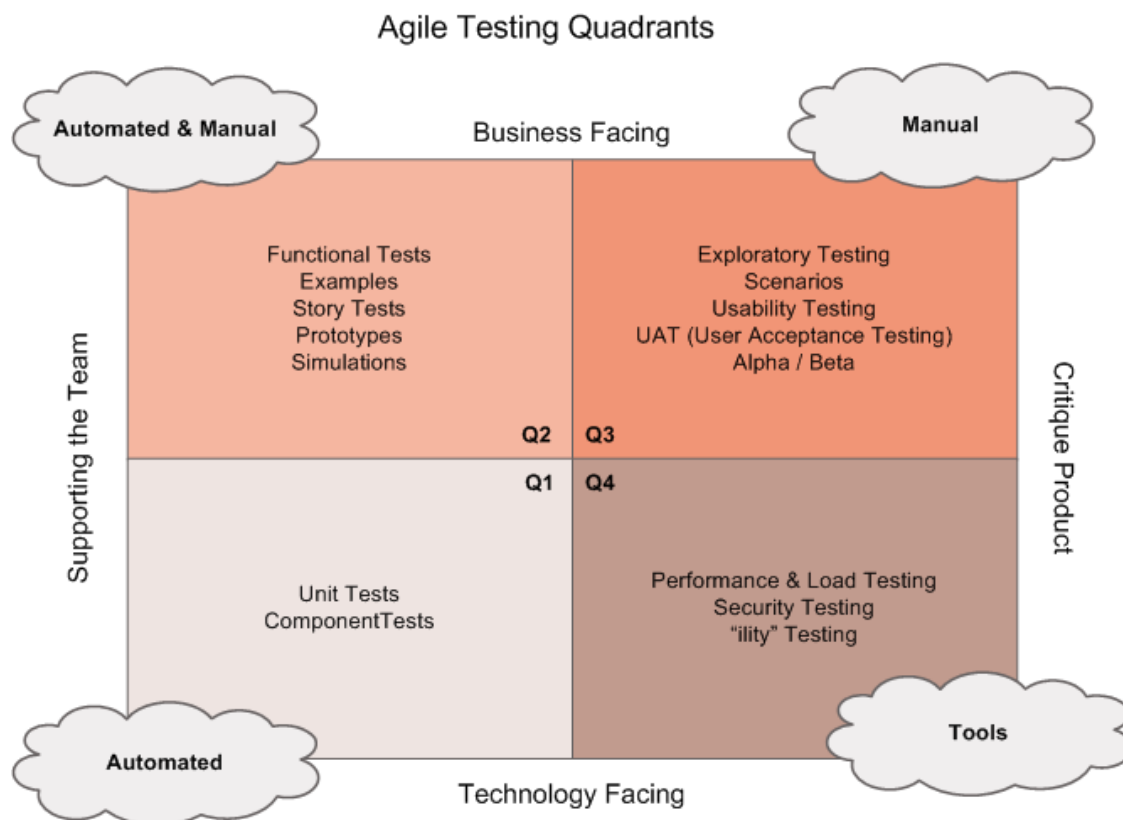 Agile Testing Quadrants
Automated & Manual
Business Facing
Manual
Functional Tests
Examples
Story Tests
Prototypes
Simulations
Exploratory Testing
Scenarios
Usability Testing
UAT (User Acceptance Testing)
Alpha / Beta
Supporting the Team
Critique Product
Q2
Q3
Q1
Q4
Unit Tests
ComponentTests
Performance & Load Testing
Security Testing
“ility” Testing
Automated
Tools
Technology Facing